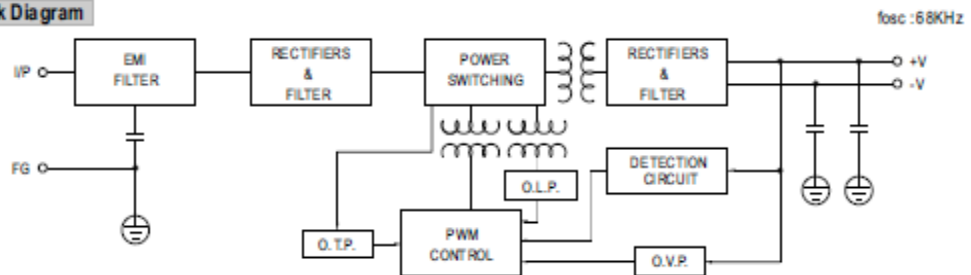 k Diagram
fosc :68KHz
I/P
EMI
FILTER
RECTIFIERS
&
FILTER
POWER
SWITCHING
RECTIFIERS
&
FILTER
+V
-V
FG
DETECTION
CIRCUIT
O.L.P.
O.T.P.
PWM
CONTROL
O.V.P.